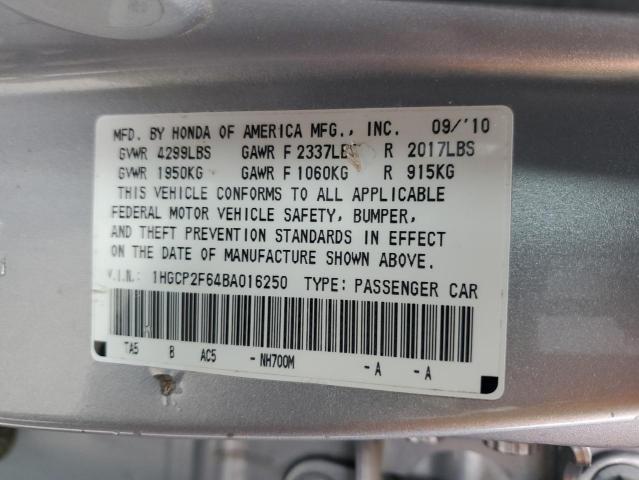 MFD. BY HONDA OF AMERICA MFG., INC. 09/'10
GVWR 4299LBS GAWR F 2337LBS R 2017LBS
GVWR 1950KG GAWR F 1060KG R 915KG
THIS VEHICLE CONFORMS TO ALL APPLICABLE
FEDERAL MOTOR VEHICLE SAFETY, BUMPER,
AND THEFT PREVENTION STANDARDS IN EFFECT
ON THE DATE OF MANUFACTURE SHOWN ABOVE.
V.I.N.: 1HGCP2F64BA016250 TYPE: PASSENGER CAR
TA5 B AC5 - NH700M - A - A